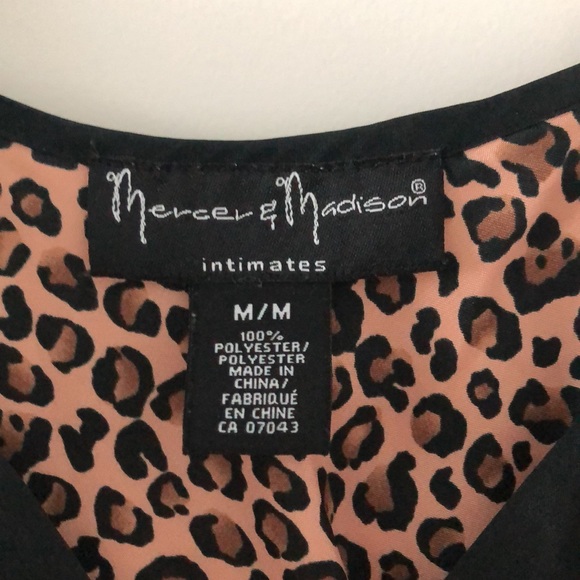 Mercer & Madison®
intimates
M/M
100%
POLYESTER/
POLYESTER
MADE IN
CHINA/
FABRIQUÉ
EN CHINE
CA 07043